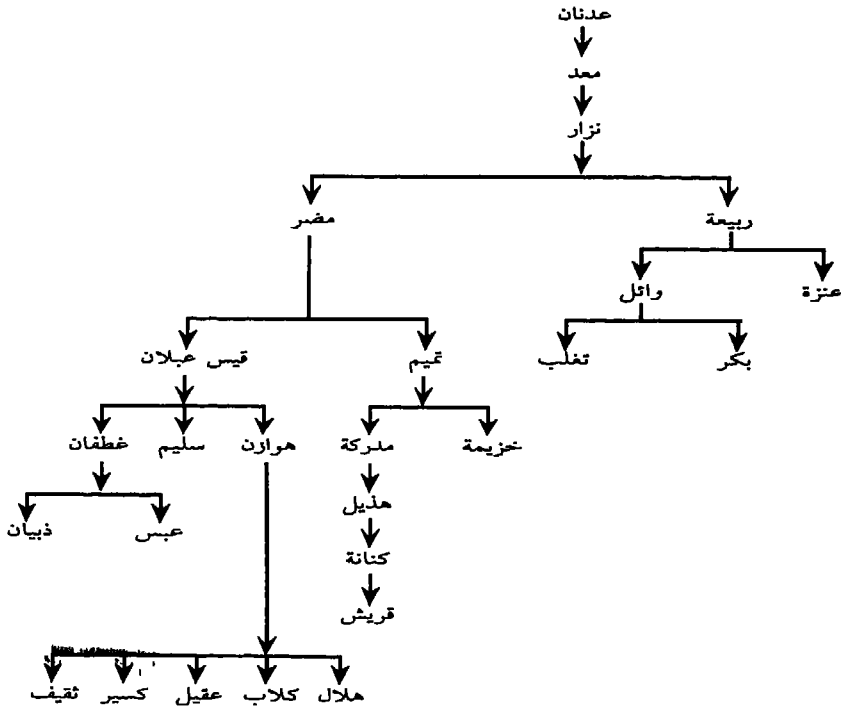 عدنان
معد
نزار
ربيعة مضر
عنزة وائل
بكر تغلب تميم قيس عبلان
خزيمة مدركة هوازن سليم غطفان
هذيل
عبس ذبيان
كنانة
قريش
هلال كلاب عقيل كسير ثقيف